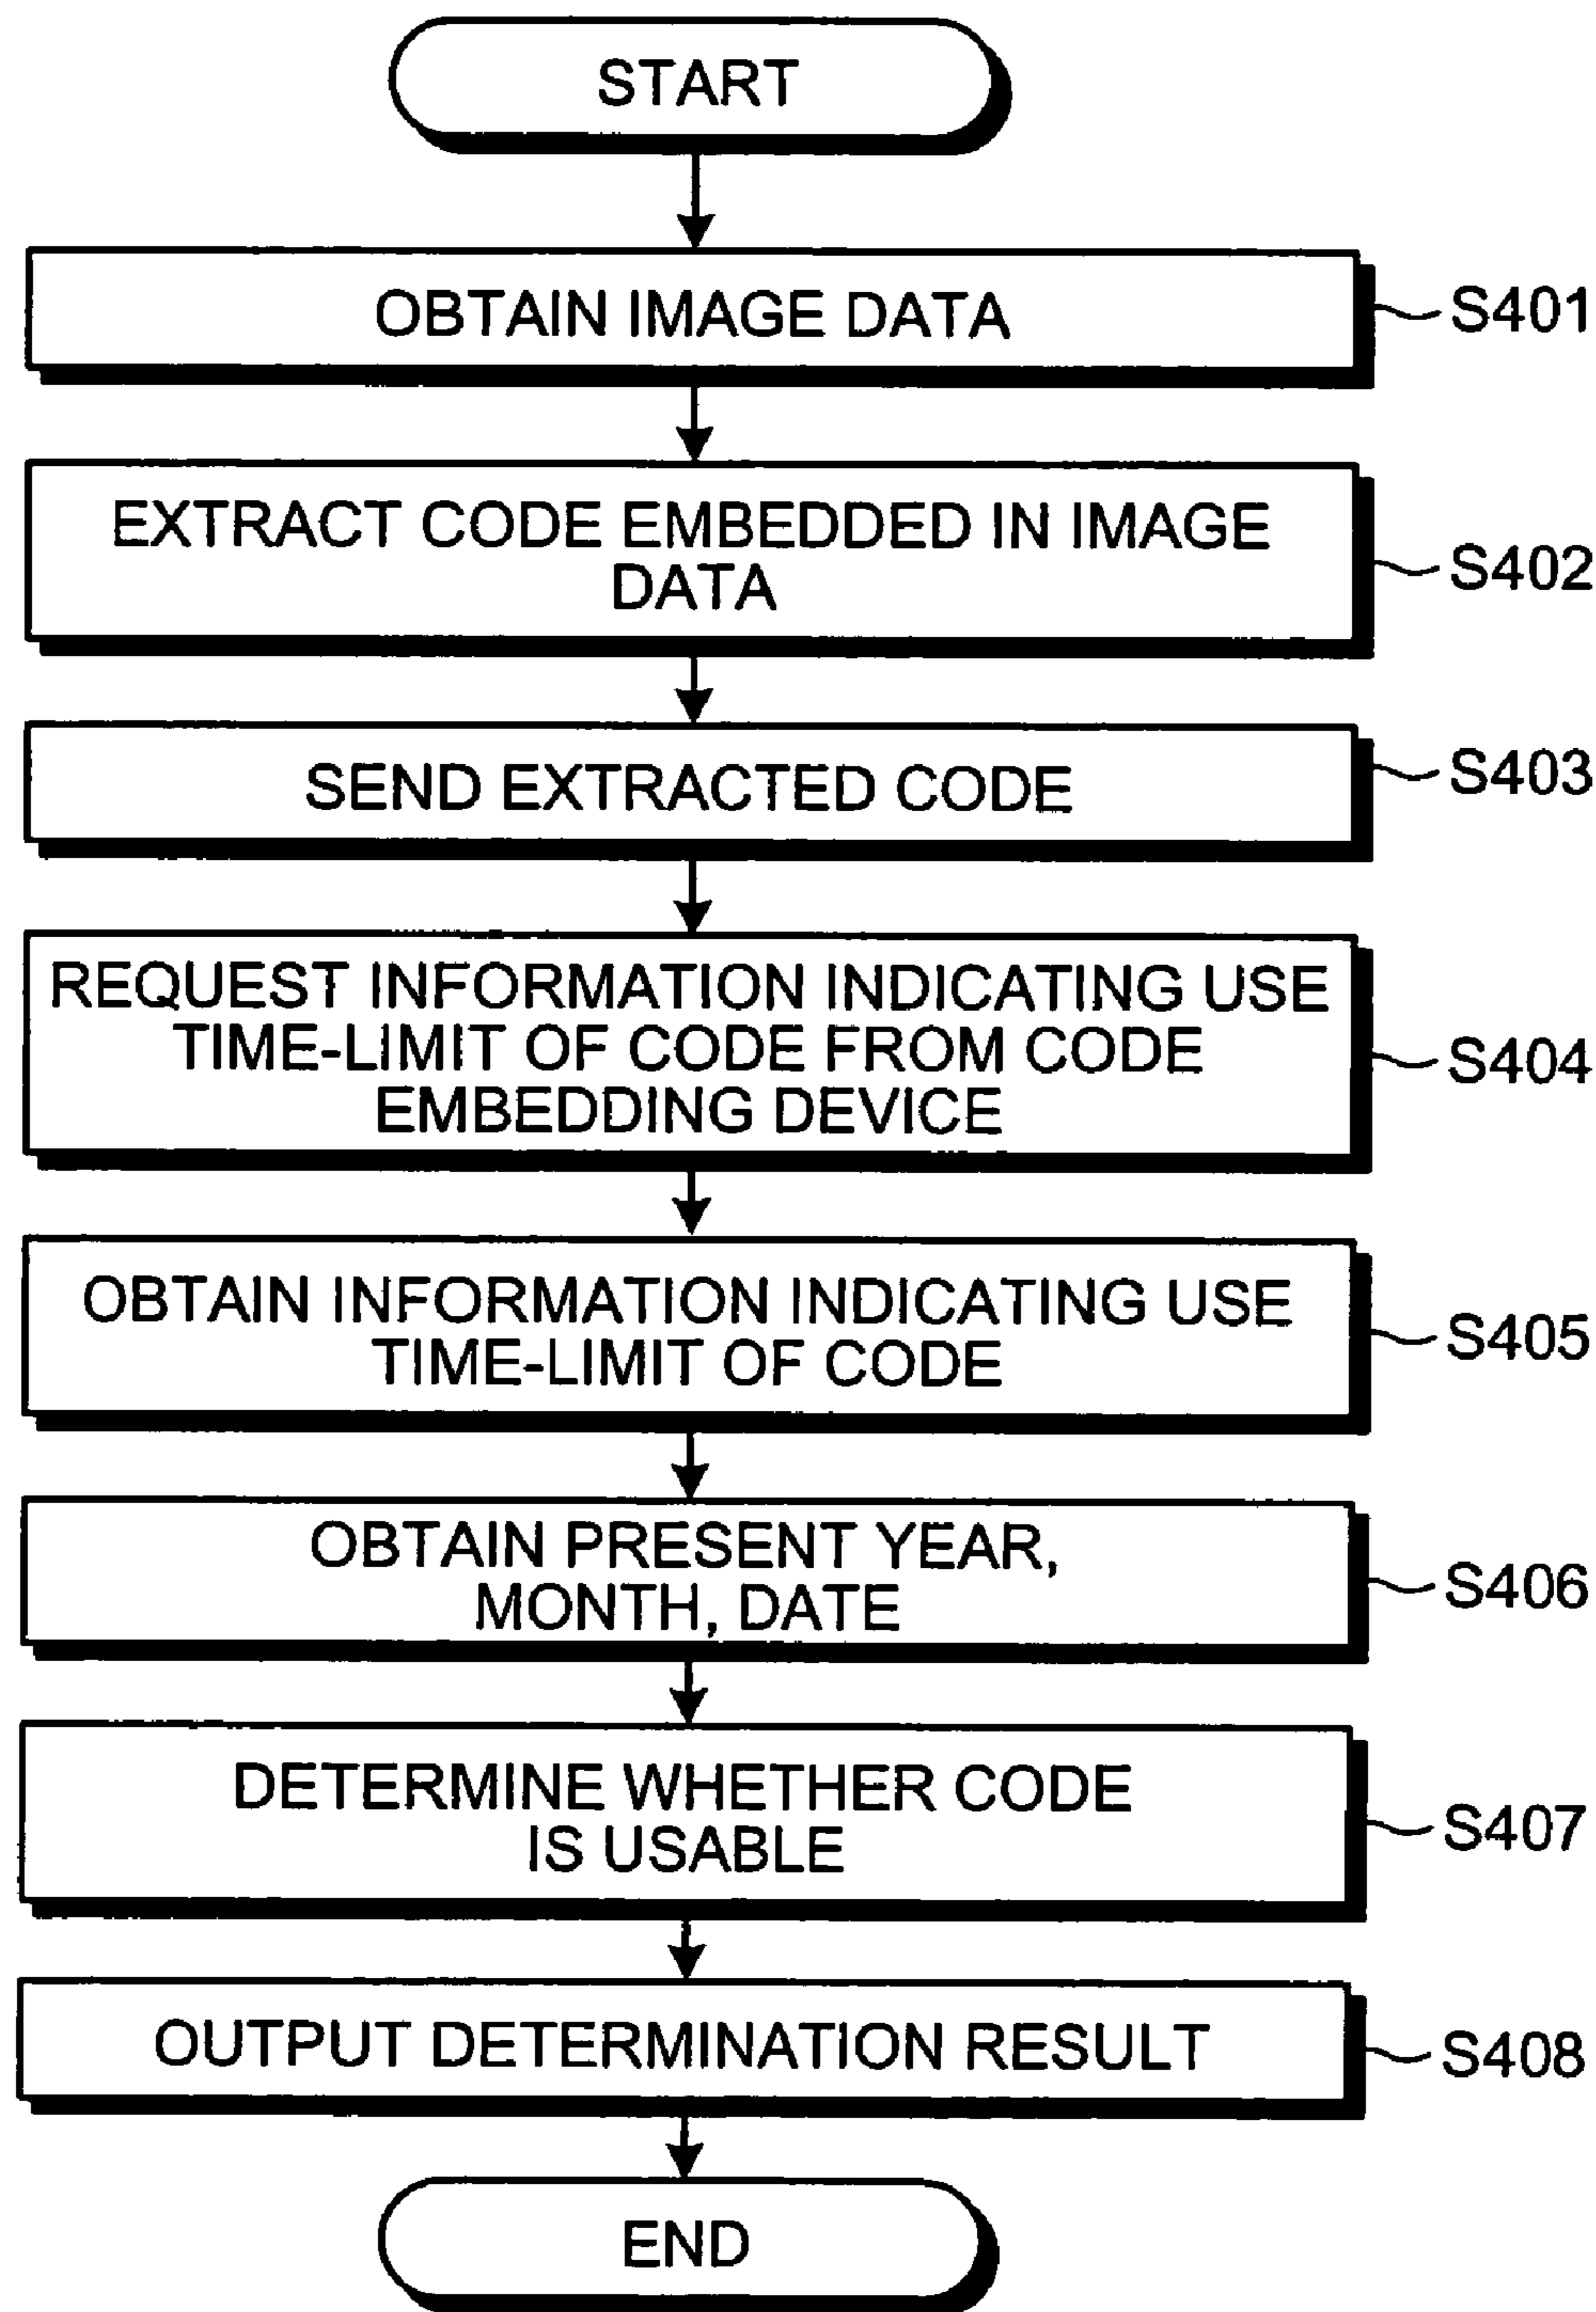 START
OBTAIN IMAGE DATA
S401
EXTRACT CODE EMBEDDED IN IMAGE
DATA
S402
SEND EXTRACTED CODE
S403
REQUEST INFORMATION INDICATING USE
TIME-LIMIT OF CODE FROM CODE
EMBEDDING DEVICE
S404
OBTAIN INFORMATION INDICATING USE
TIME-LIMIT OF CODE
S405
OBTAIN PRESENT YEAR,
MONTH, DATE
S406
DETERMINE WHETHER CODE
IS USABLE
S407
OUTPUT DETERMINATION RESULT
S408
END